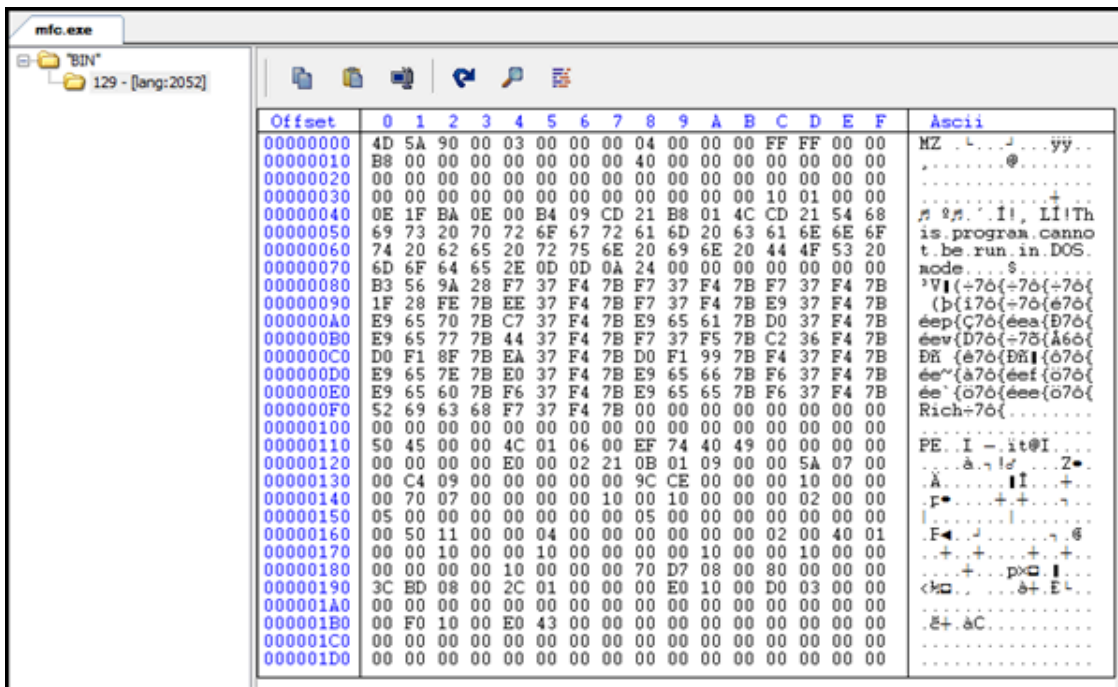 mfc.exe
"BIN"
129 - [lang:2052]
Offset 0 1 2 3 4 5 6 7 8 9 A B C D E F Ascii
00000000 4D 5A 90 00 03 00 00 00 04 00 00 00 FF FF 00 00 MZ
00000010 B8 00 00 00 00 00 00 00 40 00 00 00 00 00 00 00
00000020 00 00 00 00 00 00 00 00 00 00 00 00 00 00 00 00
00000030 00 00 00 00 00 00 00 00 00 00 00 00 10 01 00 00
00000040 0E 1F BA 0E 00 B4 09 CD 21 B8 01 4C CD 21 54 68
00000050 69 73 20 70 72 6F 67 72 61 6D 20 63 61 6E 6E 6F is.program.canno
00000060 74 20 62 65 20 72 75 6E 20 69 6E 20 44 4F 53 20 t.be.run.in.DOS.
00000070 6D 6F 64 65 2E 0D 0D 0A 24 00 00 00 00 00 00 00 mode....$.......
00000080 B3 56 9A 28 F7 37 F4 7B F7 37 F4 7B F7 37 F4 7B
00000090 1F 28 FE 7B EE 37 F4 7B F7 37 F4 7B E9 37 F4 7B
000000A0 E9 65 70 7B C7 37 F4 7B E9 65 61 7B D0 37 F4 7B
000000B0 E9 65 77 7B 44 37 F4 7B F7 37 F5 7B C2 36 F4 7B
000000C0 D0 F1 8F 7B EA 37 F4 7B D0 F1 99 7B F4 37 F4 7B
000000D0 E9 65 7E 7B E0 37 F4 7B E9 65 66 7B F6 37 F4 7B
000000E0 E9 65 60 7B F6 37 F4 7B E9 65 65 7B F6 37 F4 7B
000000F0 52 69 63 68 F7 37 F4 7B 00 00 00 00 00 00 00 00 Rich÷7ô{........
00000100 00 00 00 00 00 00 00 00 00 00 00 00 00 00 00 00
00000110 50 45 00 00 4C 01 06 00 EF 74 40 49 00 00 00 00
00000120 00 00 00 00 E0 00 02 21 0B 01 09 00 00 5A 07 00
00000130 00 C4 09 00 00 00 00 00 9C CE 00 00 00 10 00 00
00000140 00 70 07 00 00 00 00 10 00 10 00 00 00 02 00 00
00000150 05 00 00 00 00 00 00 00 05 00 00 00 00 00 00 00
00000160 00 50 11 00 00 04 00 00 00 00 00 00 02 00 40 01
00000170 00 00 10 00 00 10 00 00 00 00 10 00 00 10 00 00
00000180 00 00 00 00 10 00 00 00 70 D7 08 00 80 00 00 00
00000190 3C BD 08 00 2C 01 00 00 00 E0 10 00 D0 03 00 00
000001A0 00 00 00 00 00 00 00 00 00 00 00 00 00 00 00 00
000001B0 00 F0 10 00 E0 43 00 00 00 00 00 00 00 00 00 00
000001C0 00 00 00 00 00 00 00 00 00 00 00 00 00 00 00 00
000001D0 00 00 00 00 00 00 00 00 00 00 00 00 00 00 00 00